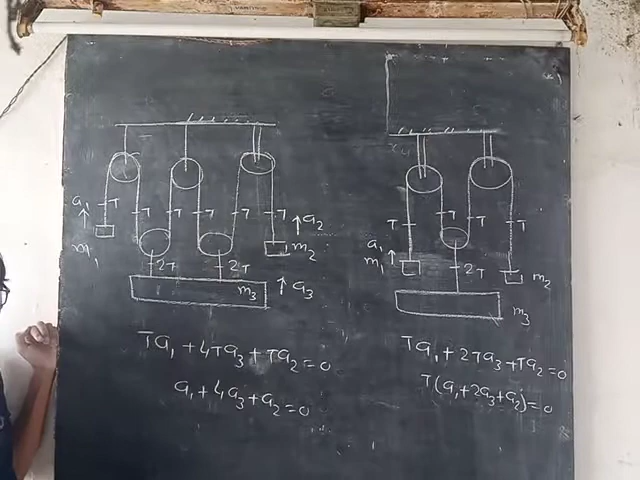 a₁ ↑ T T T T T T ↑ a₂
m₁ m₂
2T 2T
m₃ ↑ a₃
Ta₁ + 4Ta₃ + Ta₂ = 0
a₁ + 4a₃ + a₂ = 0
T T T T
a₁ ↑
m₁ 2T m₂
m₃
Ta₁ + 2Ta₃ + Ta₂ = 0
T(a₁ + 2a₃ + a₂) = 0